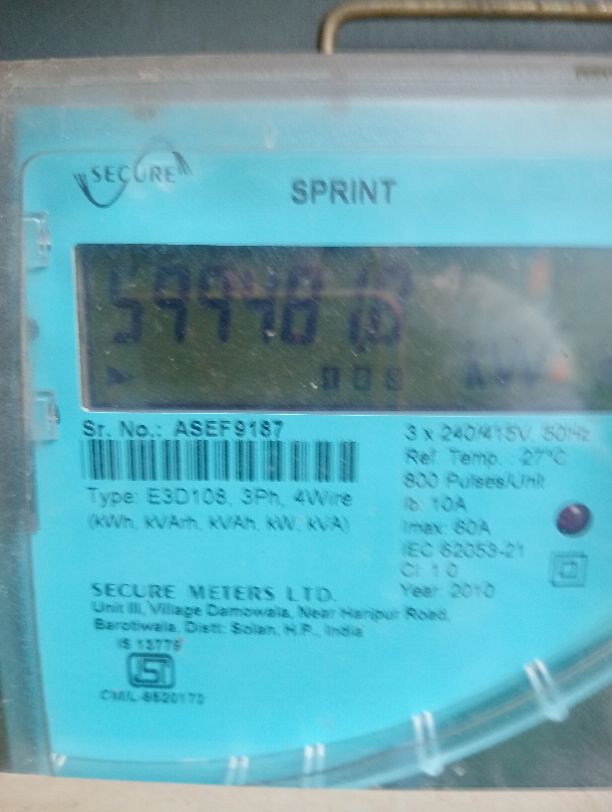 SECURE
SPRINT
Sr. No.: ASEF9187
Type: E3D108, 3Ph, 4Wire
(kWh, kVArh, kVAh, kW, kVA)
3 x 240/415V, 50Hz
Ref. Temp. : 27°C
800 Pulses/Unit
Ib. 10A
Imax: 60A
IEC 62053-21
Cl. 1.0
Year: 2010
SECURE METERS LTD.
Unit III, Village Damowala, Near Haripur Road,
Barotiwala, Distt: Solan, H.P., India
IS 13779
CM/L-8520172